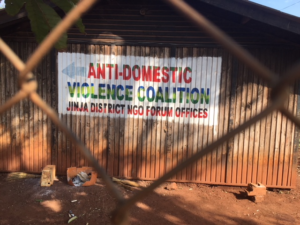 ANTI-DOMESTIC
VIOLENCE COALITION
JINJA DISTRICT NGO FORUM OFFICES